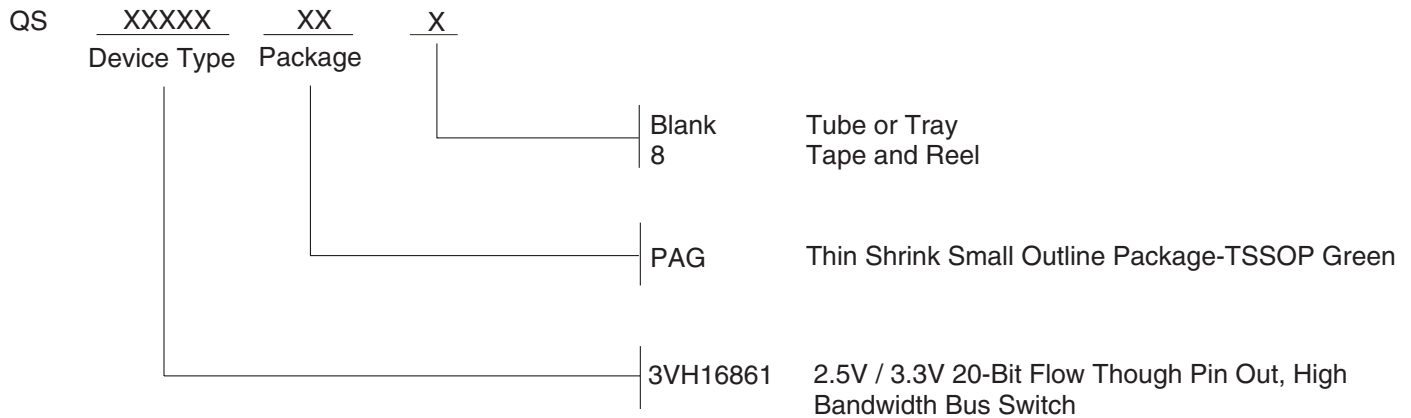 QS XXXXX XX X
Device Type Package
Blank Tube or Tray
8 Tape and Reel
PAG Thin Shrink Small Outline Package-TSSOP Green
3VH16861 2.5V / 3.3V 20-Bit Flow Though Pin Out, High
Bandwidth Bus Switch